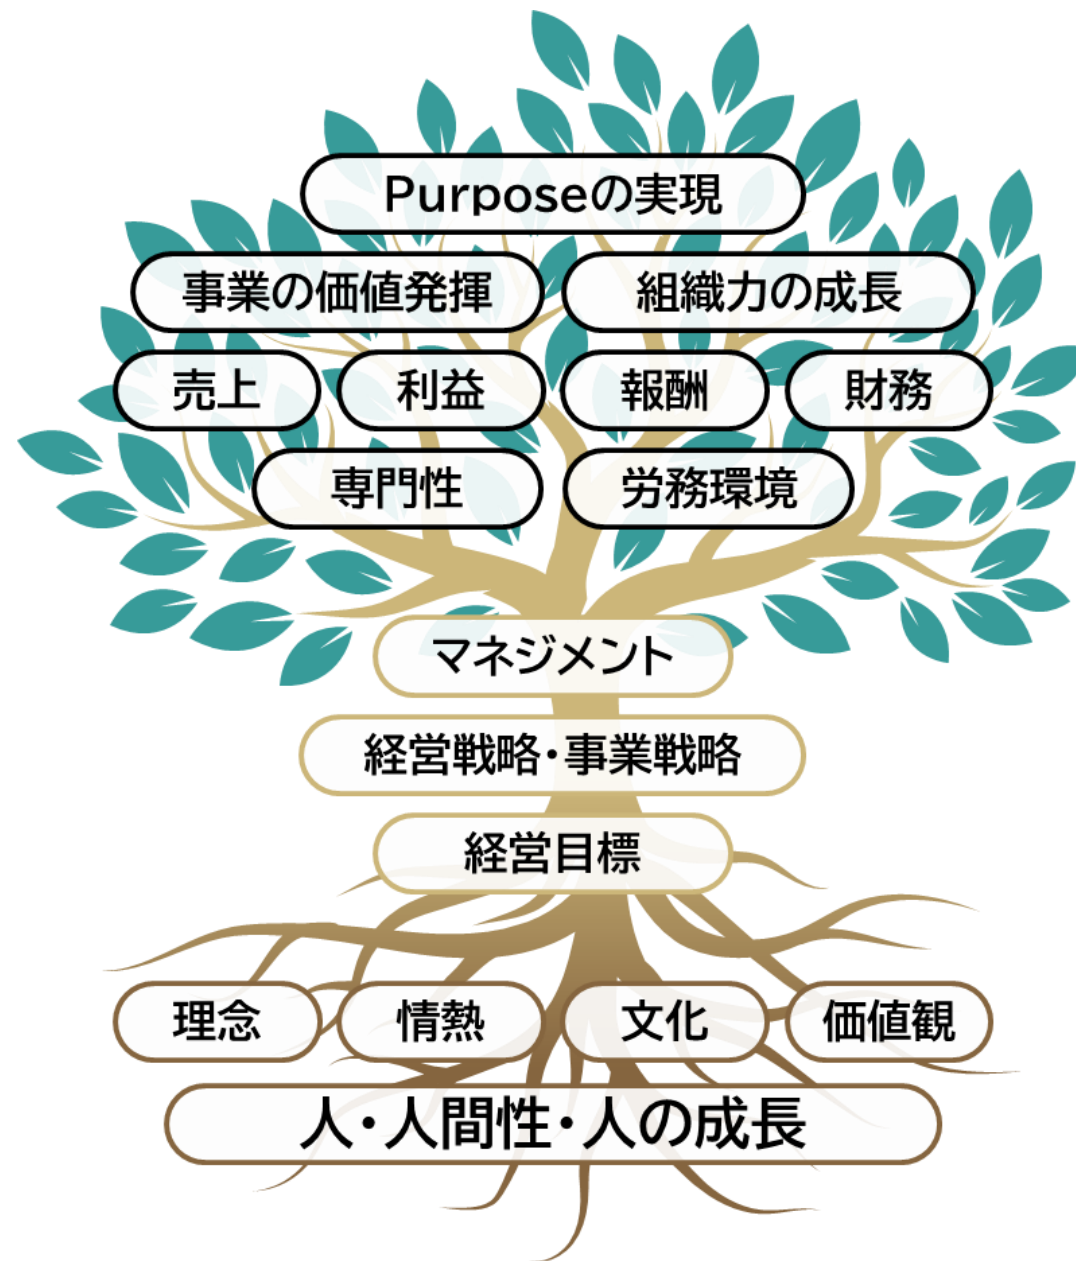 Purposeの実現
事業の価値発揮 組織力の成長
売上 利益 報酬 財務
専門性 労務環境
マネジメント
経営戦略・事業戦略
経営目標
理念 情熱 文化 価値観
人・人間性・人の成長